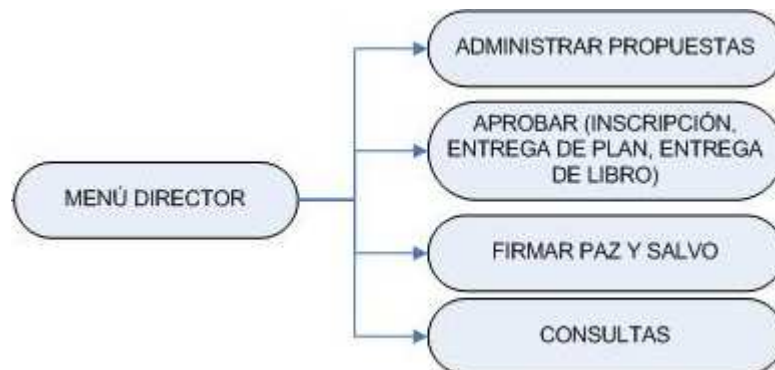 ADMINISTRAR PROPUESTAS
APROBAR (INSCRIPCIÓN,
ENTREGA DE PLAN, ENTREGA
DE LIBRO)
MENÚ DIRECTOR
FIRMAR PAZ Y SALVO
CONSULTAS